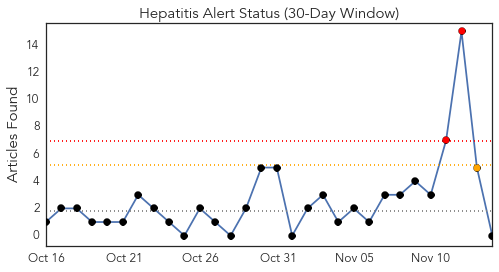 Hepatitis Alert Status (30-Day Window)
Articles Found
14
12
10
8
6
4
2
0
Oct 16
Oct 21
Oct 26
Oct 31
Nov 05
Nov 10